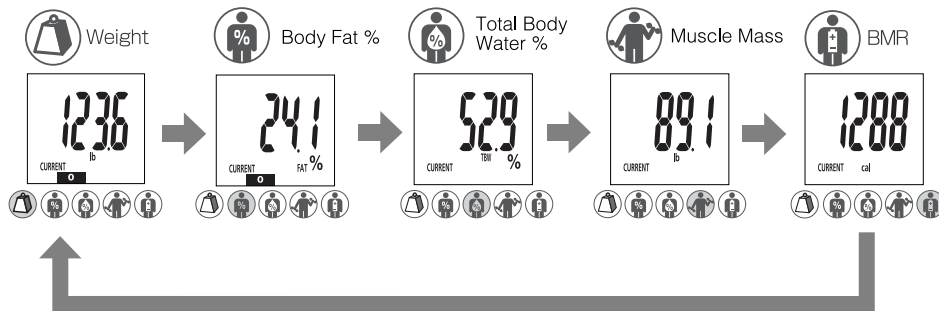 Weight
Body Fat %
Total Body
Water %
Muscle Mass
BMR
123.6
lb
CURRENT
0
24.1
CURRENT
FAT %
0
52.9
CURRENT
TBW %
89.1
CURRENT
lb
1288
CURRENT
cal